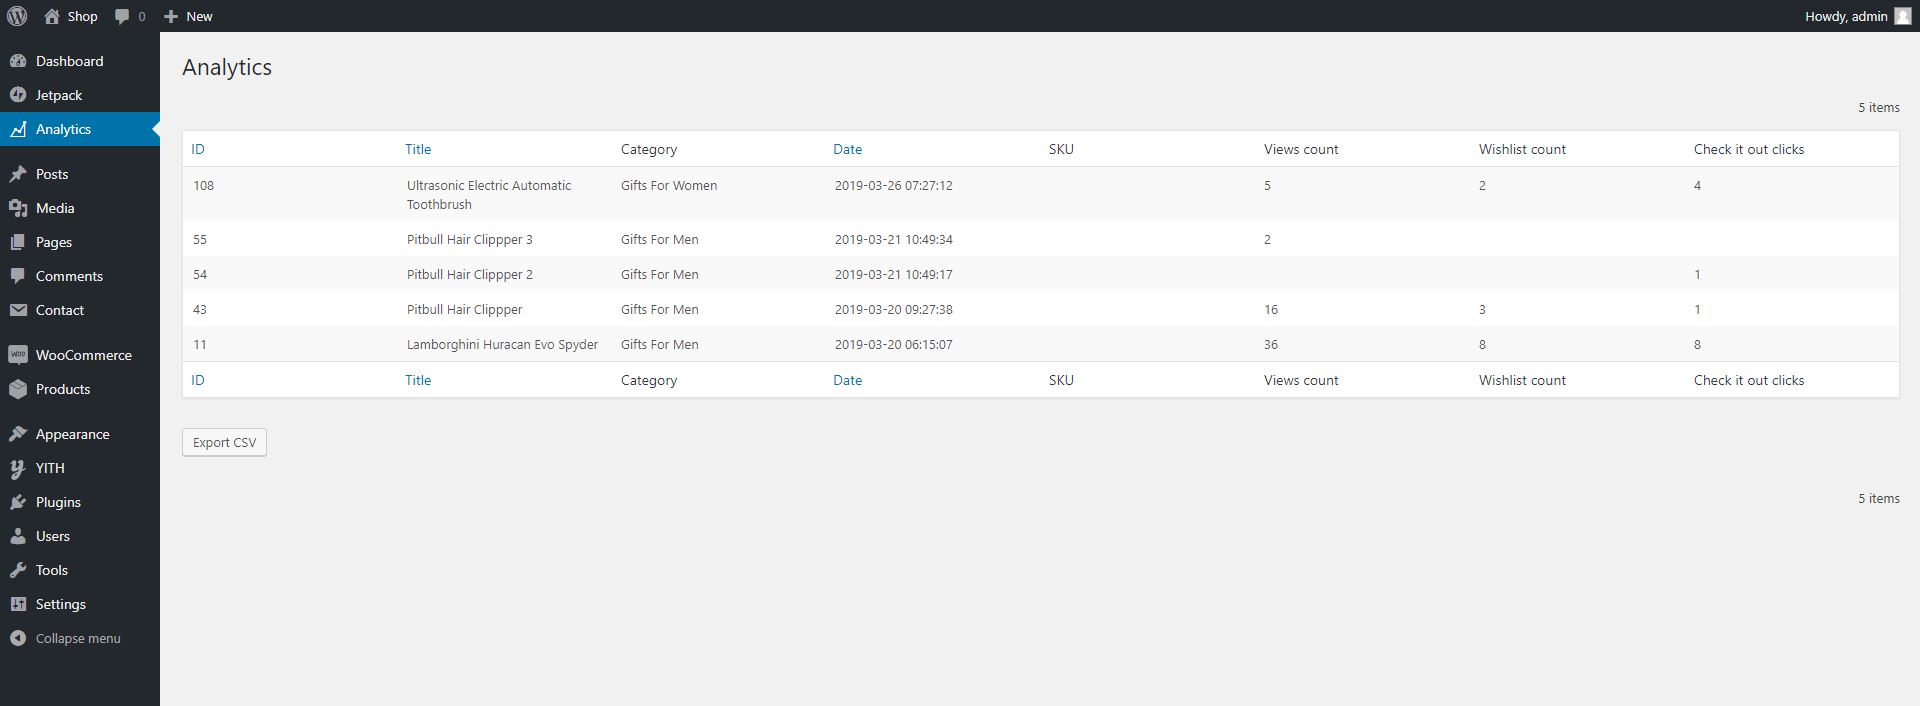 Shop 0 New Howdy, admin
Dashboard
Jetpack
Analytics
Posts
Media
Pages
Comments
Contact
WOO WooCommerce
Products
Appearance
YITH
Plugins
Users
Tools
Settings
Collapse menu
Analytics
5 items
ID Title Category Date SKU Views count Wishlist count Check it out clicks
108 Ultrasonic Electric Automatic Gifts For Women 2019-03-26 07:27:12 5 2 4
Toothbrush
55 Pitbull Hair Clippper 3 Gifts For Men 2019-03-21 10:49:34 2
54 Pitbull Hair Clippper 2 Gifts For Men 2019-03-21 10:49:17 1
43 Pitbull Hair Clippper Gifts For Men 2019-03-20 09:27:38 16 3 1
11 Lamborghini Huracan Evo Spyder Gifts For Men 2019-03-20 06:15:07 36 8 8
ID Title Category Date SKU Views count Wishlist count Check it out clicks
Export CSV
5 items